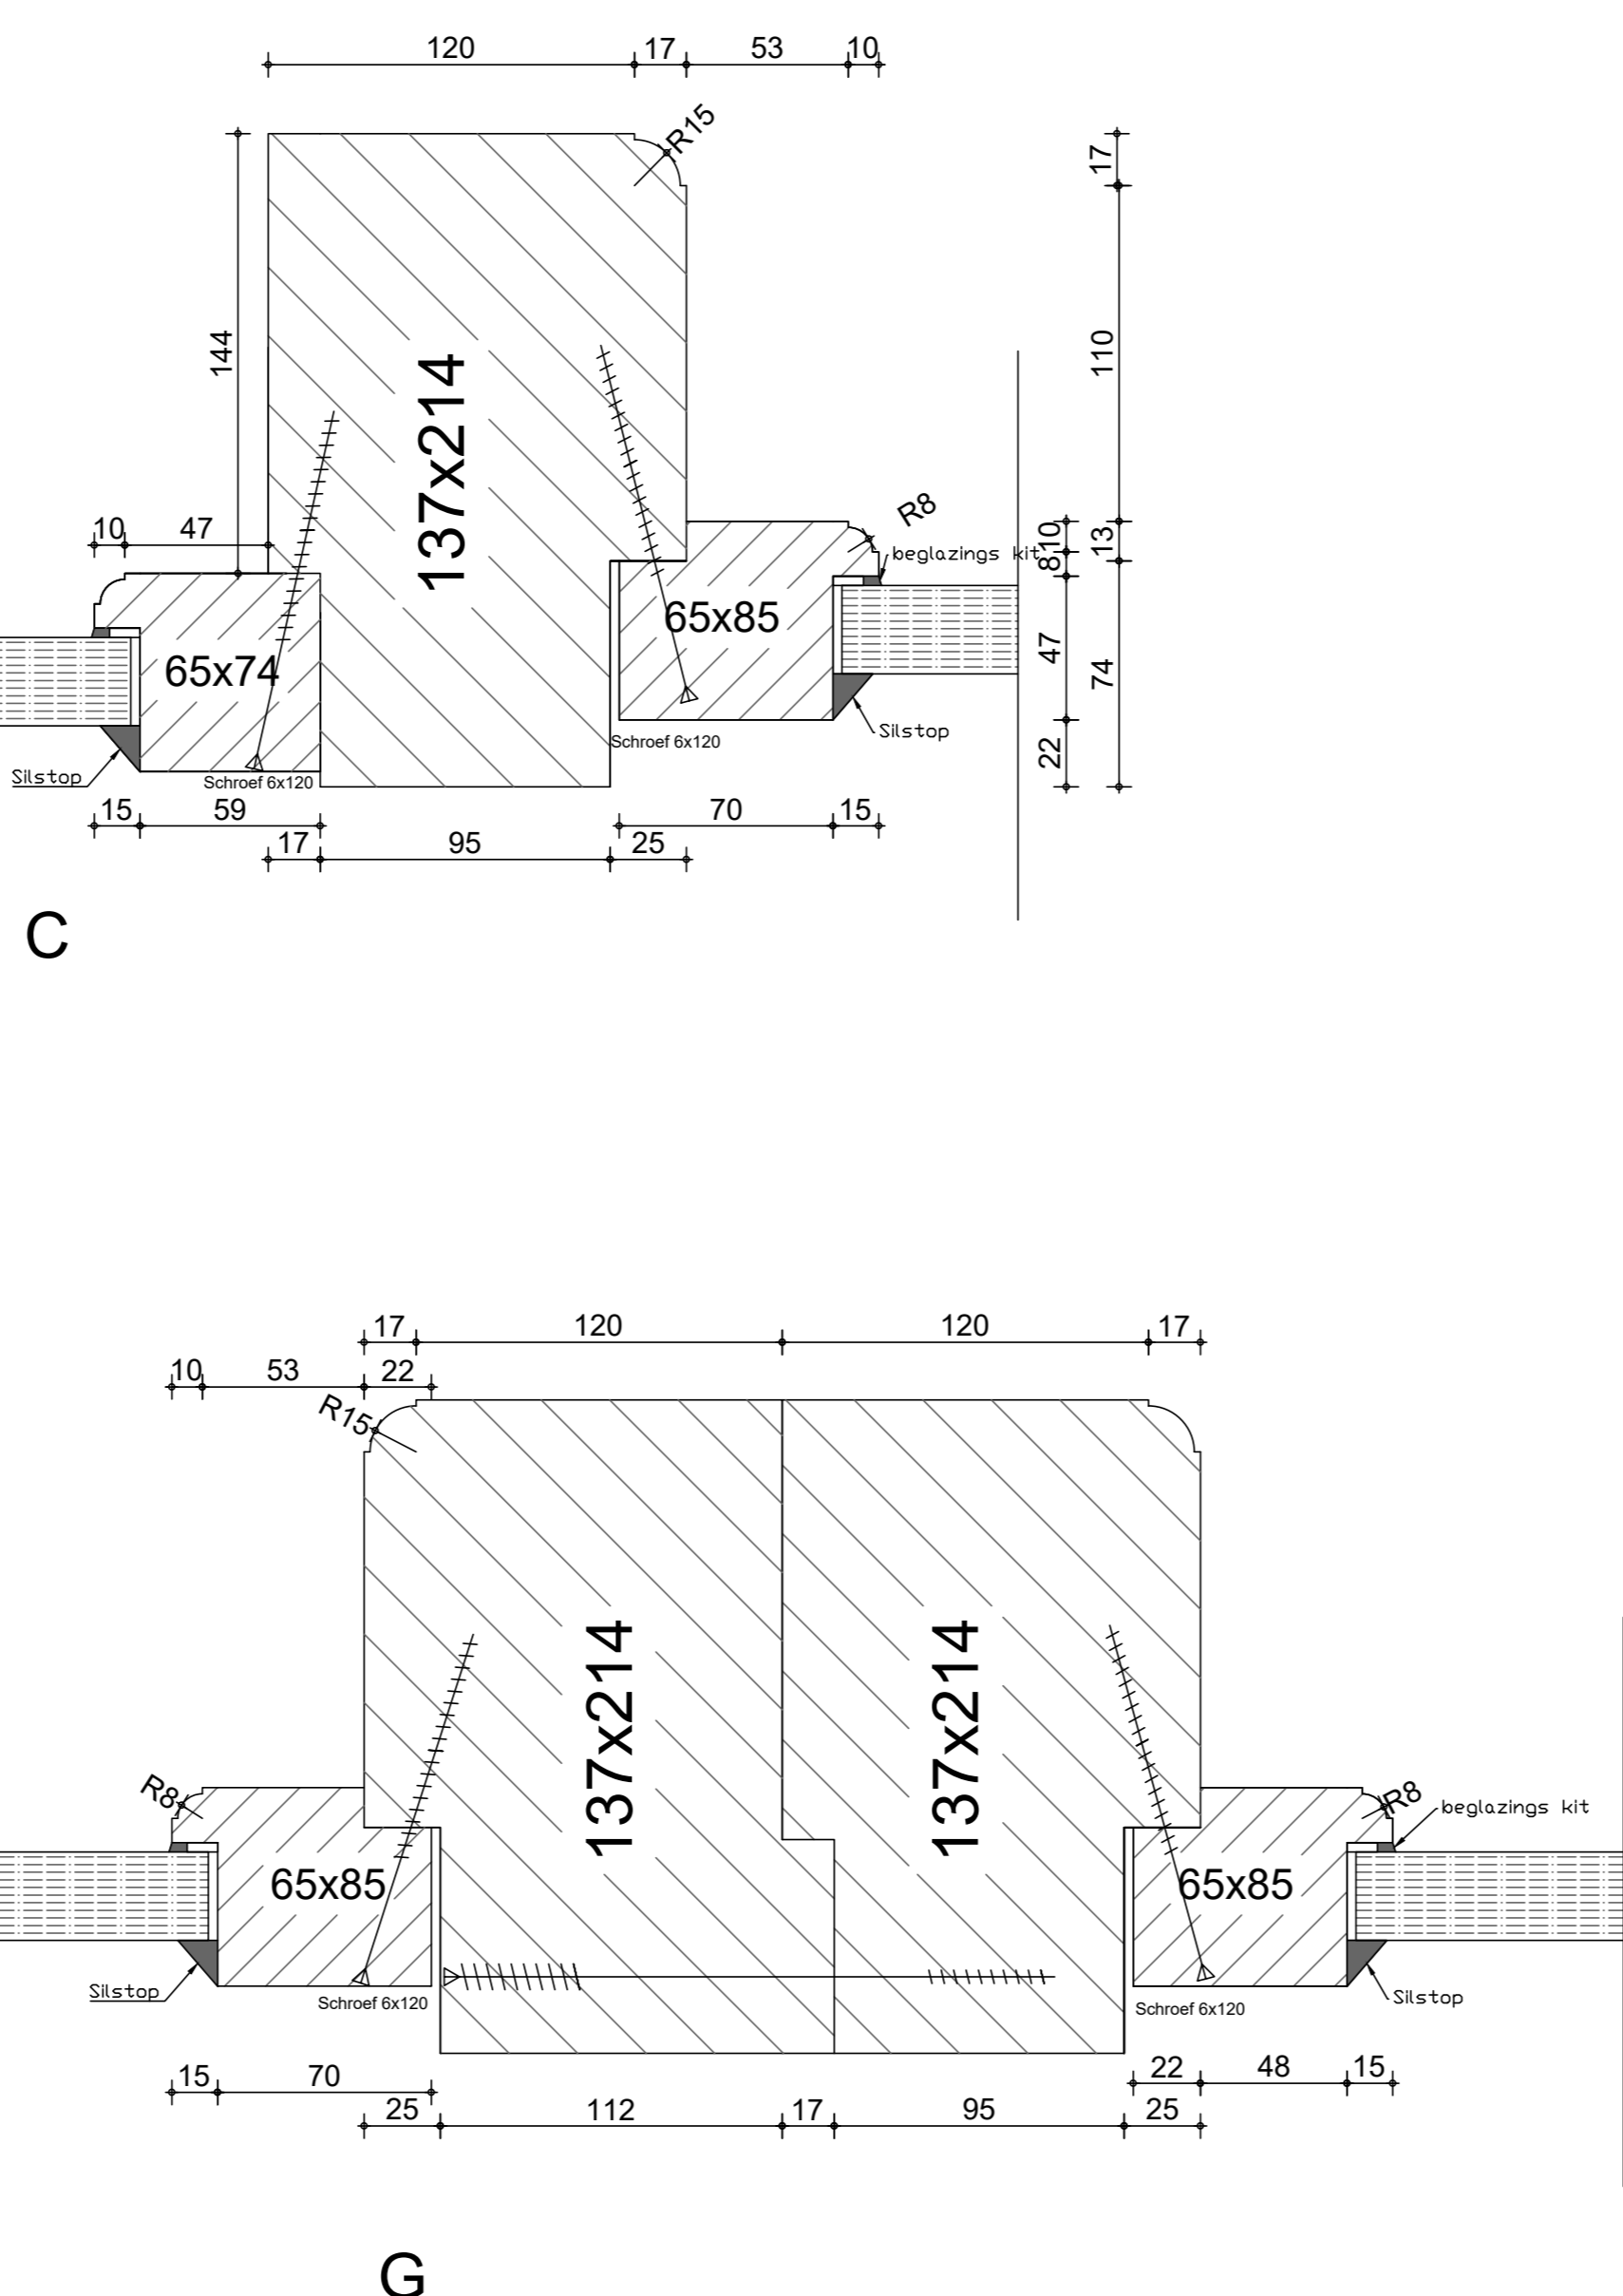 120 17 53 10
R15
17
144
110
137x214
10 47
R8
beglazings kit
10
8
13
65x85
65x74
47
74
22
Silstop
Schroef 6x120
Silstop
Schroef 6x120
15 59 70 15
17 95 25
C
17 120 120 17
10 53 22
R15
137x214
137x214
R8
R8
beglazings kit
65x85
65x85
Silstop
Schroef 6x120
Schroef 6x120
Silstop
15 70 22 48 15
25 112 17 95 25
G